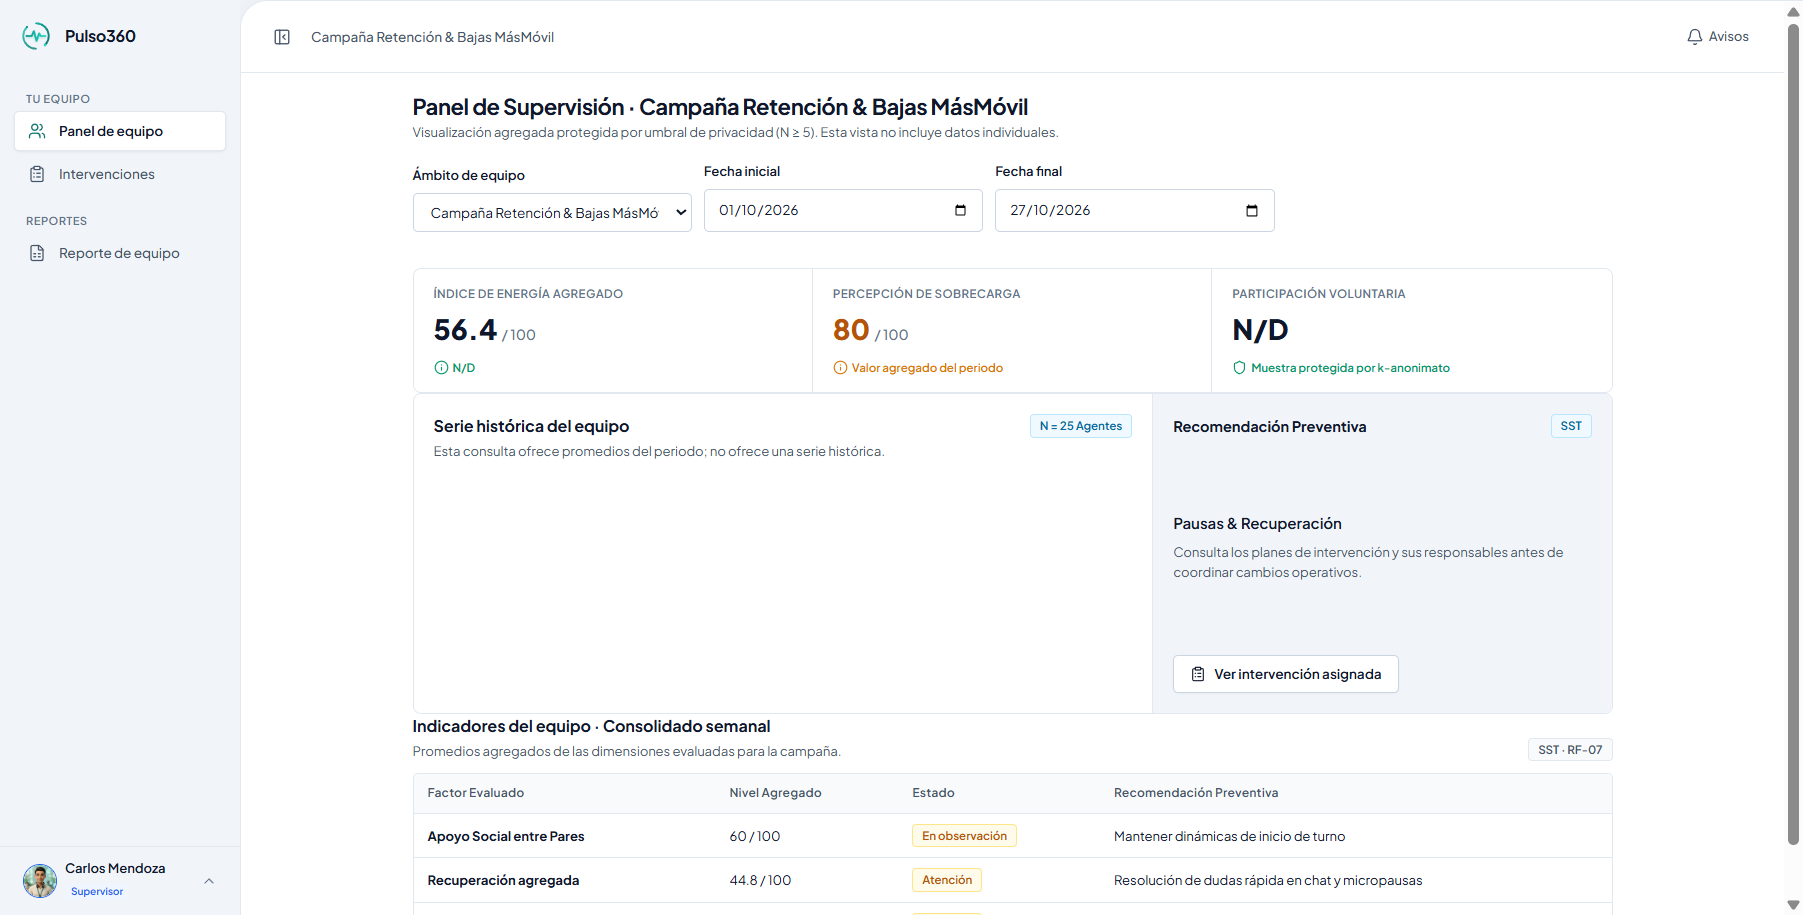 Pulso360
Campaña Retención & Bajas MásMóvil
Avisos
TU EQUIPO
Panel de equipo
Intervenciones
REPORTES
Reporte de equipo
Panel de Supervisión · Campaña Retención & Bajas MásMóvil
Visualización agregada protegida por umbral de privacidad (N ≥ 5). Esta vista no incluye datos individuales.
Ámbito de equipo
Fecha inicial
Fecha final
Campaña Retención & Bajas MásMó
01/10/2026
27/10/2026
ÍNDICE DE ENERGÍA AGREGADO
56.4 / 100
N/D
PERCEPCIÓN DE SOBRECARGA
80 / 100
Valor agregado del periodo
PARTICIPACIÓN VOLUNTARIA
N/D
Muestra protegida por k-anonimato
Serie histórica del equipo
N = 25 Agentes
Esta consulta ofrece promedios del periodo; no ofrece una serie histórica.
Recomendación Preventiva
SST
Pausas & Recuperación
Consulta los planes de intervención y sus responsables antes de
coordinar cambios operativos.
Ver intervención asignada
Indicadores del equipo · Consolidado semanal
Promedios agregados de las dimensiones evaluadas para la campaña.
SST · RF-07
Factor Evaluado Nivel Agregado Estado Recomendación Preventiva
Apoyo Social entre Pares 60 / 100 En observación Mantener dinámicas de inicio de turno
Recuperación agregada 44.8 / 100 Atención Resolución de dudas rápida en chat y micropausas
Carlos Mendoza
Supervisor